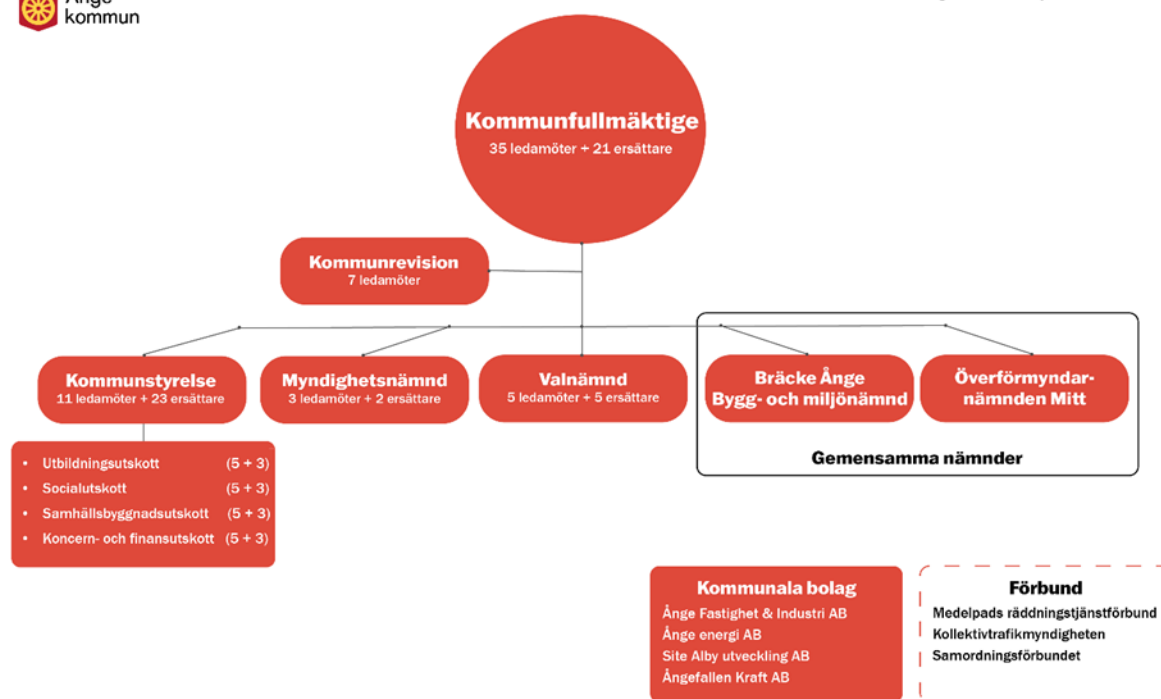 kommun
Kommunfullmäktige
35 ledamöter + 21 ersättare
Kommunrevision
7 ledamöter
Kommunstyrelse
11 ledamöter + 23 ersättare
Myndighetsnämnd
3 ledamöter + 2 ersättare
Valnämnd
5 ledamöter + 5 ersättare
Bräcke Ånge
Bygg- och miljönämnd
Överförmyndar-
nämnden Mitt
Gemensamma nämnder
• Utbildningsutskott (5 + 3)
• Socialutskott (5 + 3)
• Samhällsbyggnadsutskott (5 + 3)
• Koncern- och finansutskott (5 + 3)
Kommunala bolag
Ånge Fastighet & Industri AB
Ånge energi AB
Site Alby utveckling AB
Ångefallen Kraft AB
Förbund
Medelpads räddningstjänstförbund
Kollektivtrafikmyndigheten
Samordningsförbundet